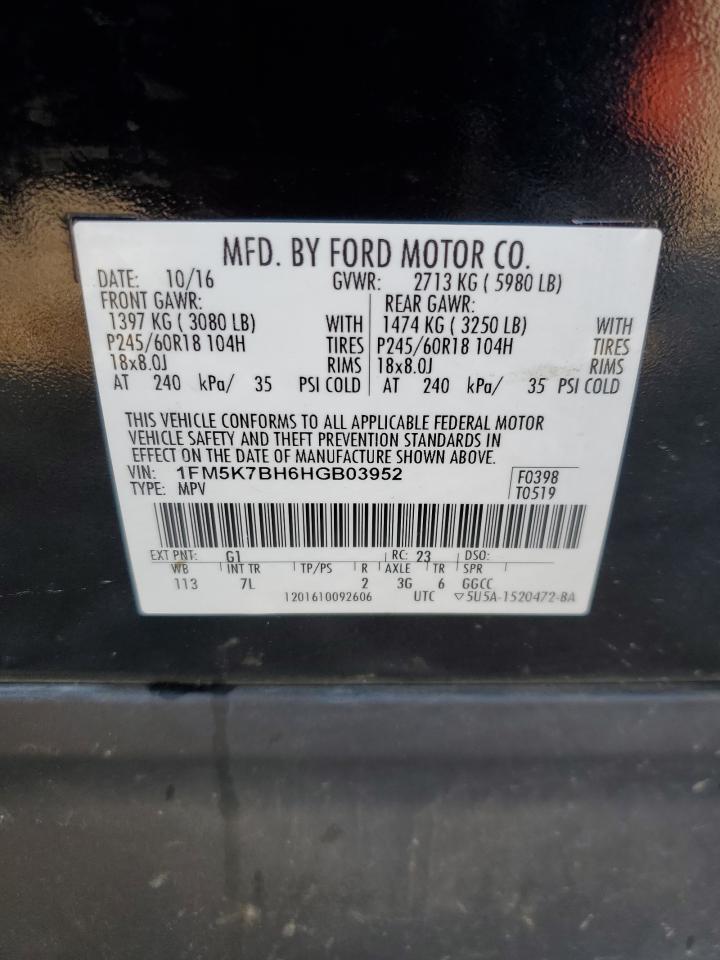 MFD. BY FORD MOTOR CO.
DATE: 10/16 GVWR: 2713 KG ( 5980 LB)
FRONT GAWR: REAR GAWR:
1397 KG ( 3080 LB) WITH 1474 KG ( 3250 LB) WITH
P245/60R18 104H TIRES P245/60R18 104H TIRES
18x8.0J RIMS 18x8.0J RIMS
AT 240 kPa/ 35 PSI COLD AT 240 kPa/ 35 PSI COLD
THIS VEHICLE CONFORMS TO ALL APPLICABLE FEDERAL MOTOR
VEHICLE SAFETY AND THEFT PREVENTION STANDARDS IN
EFFECT ON THE DATE OF MANUFACTURE SHOWN ABOVE.
VIN: 1FM5K7BH6HGB03952 F0398
TYPE: MPV T0519
EXT PNT: G1 RC: 23 DSO:
WB INT TR TP/PS R AXLE TR SPR
113 7L 2 3G 6 GGCC
1201610092606 UTC ▽5U5A-1520472-BA